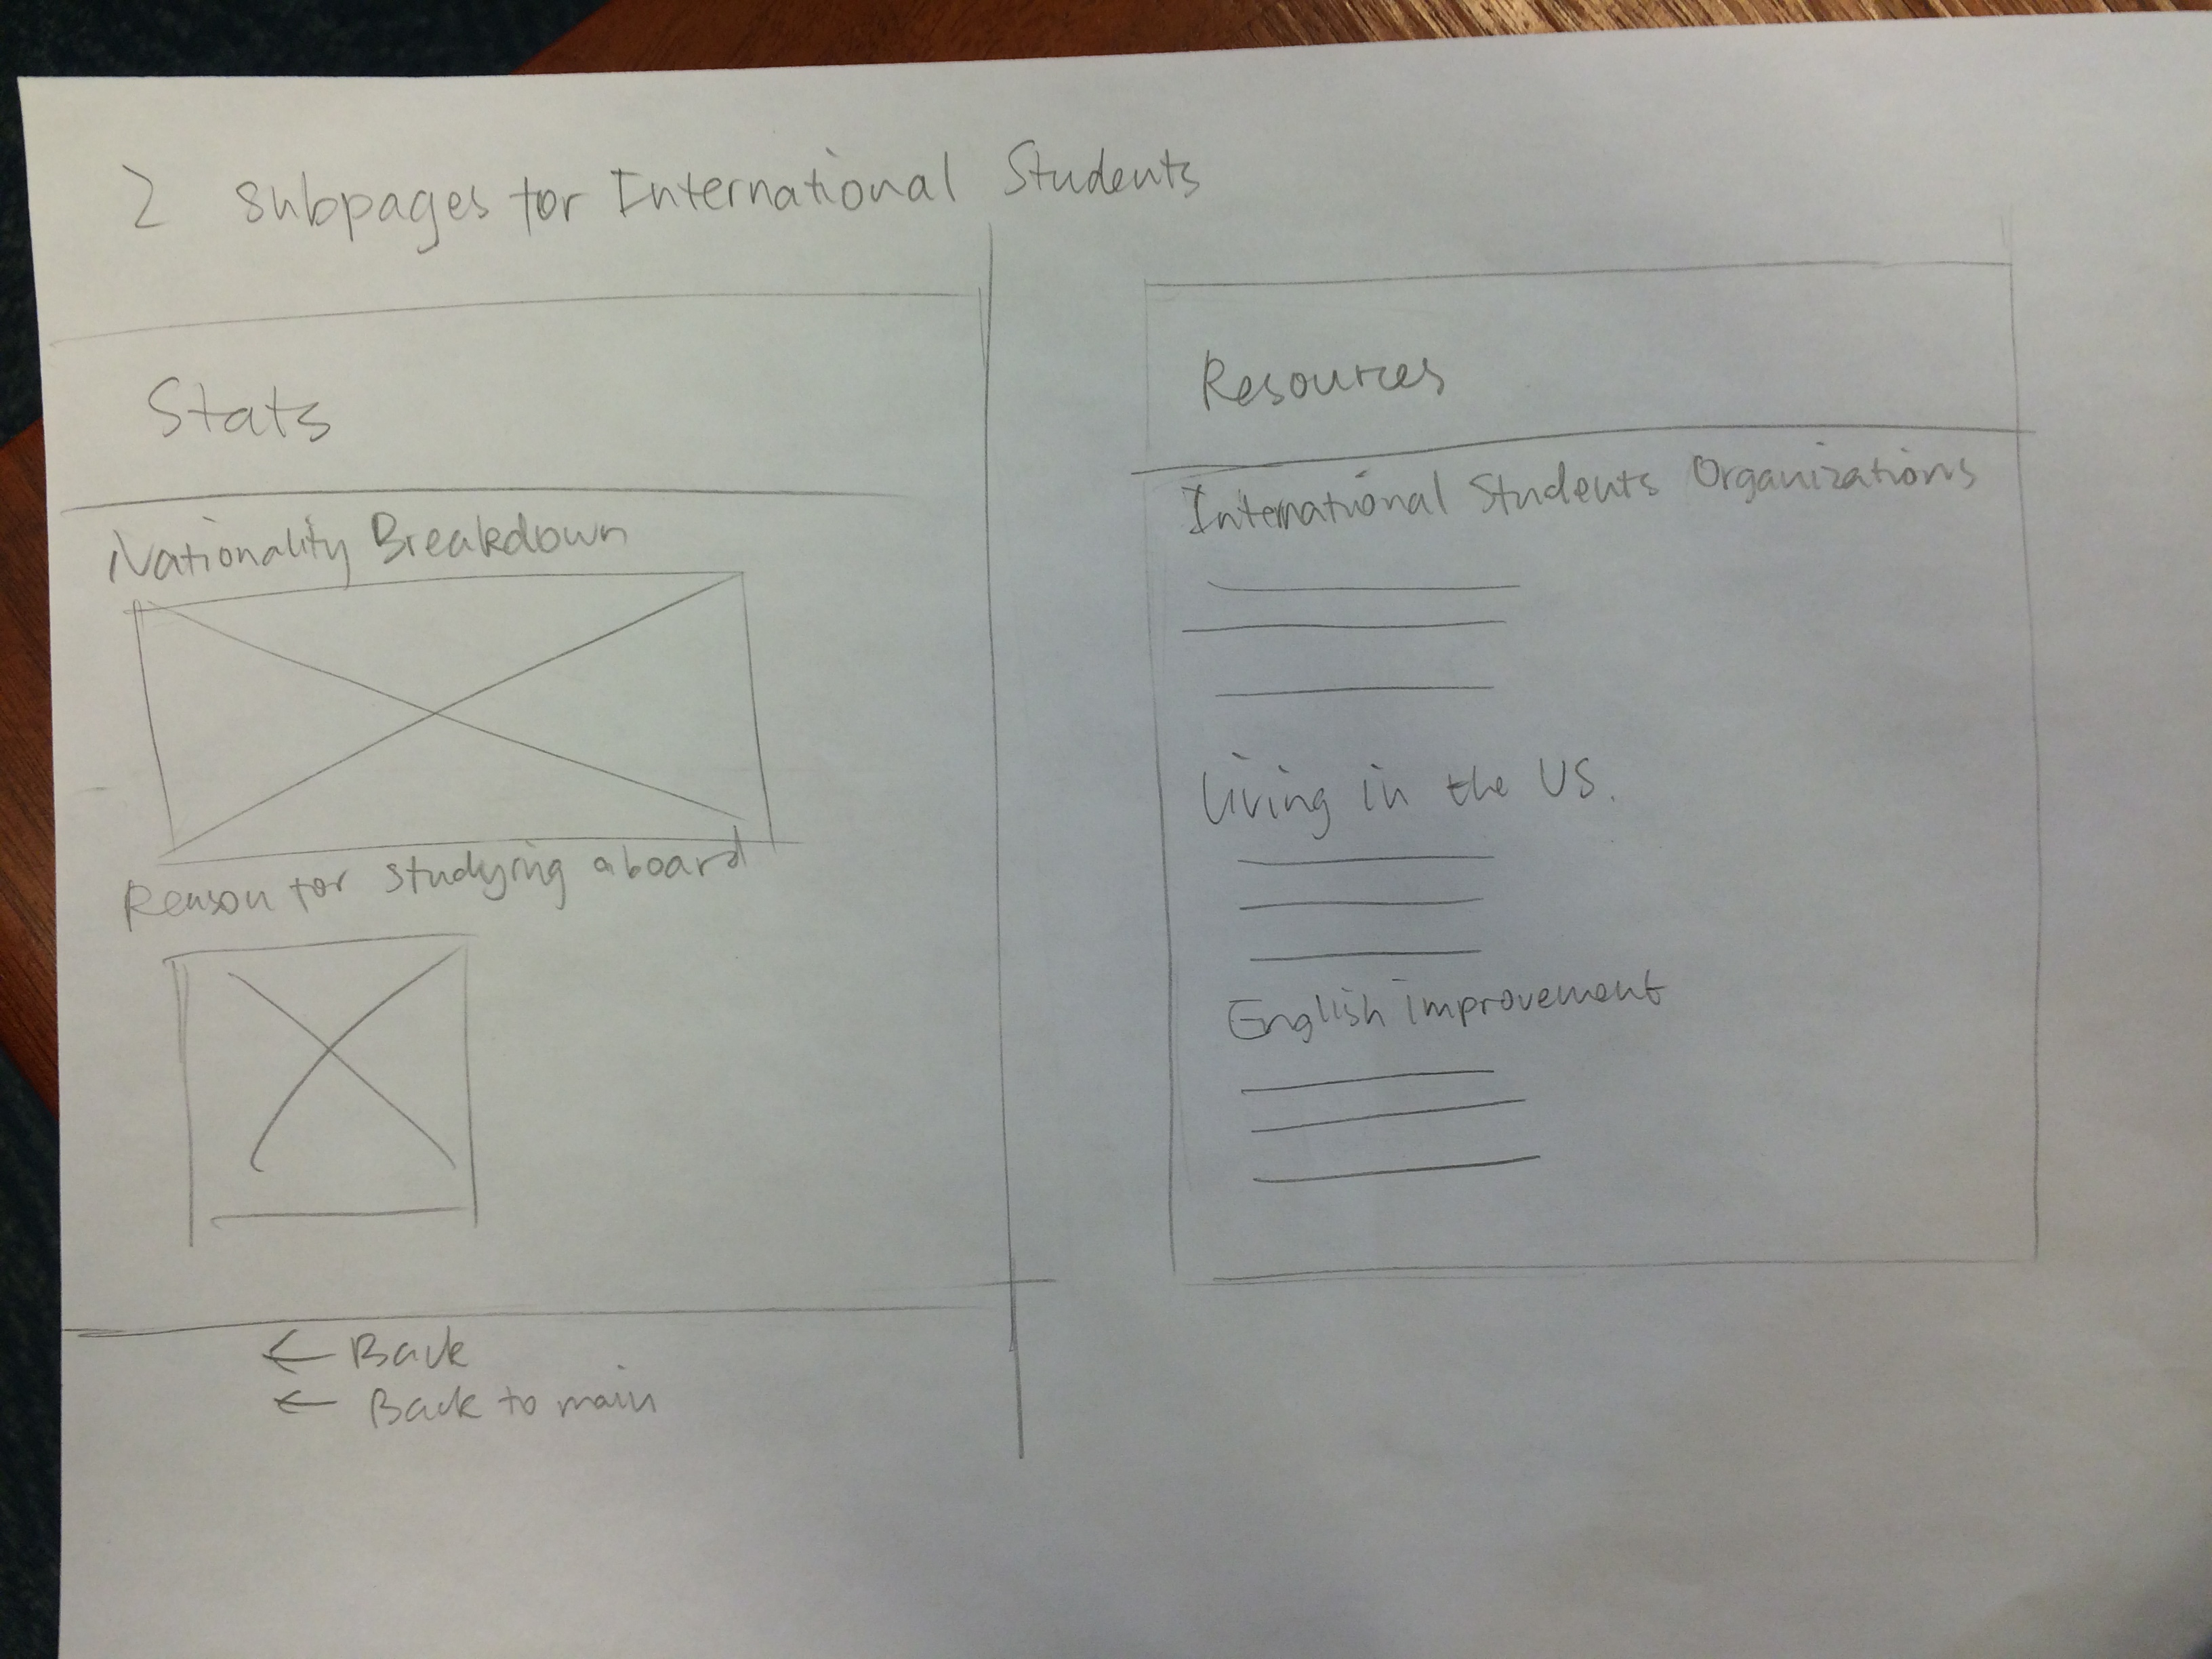 2 subpages for International Students
Stats
Nationality Breakdown
Reason for studying aboard
← Back
← Back to main
Resources
International Students Organizations
Living in the US.
English improvement